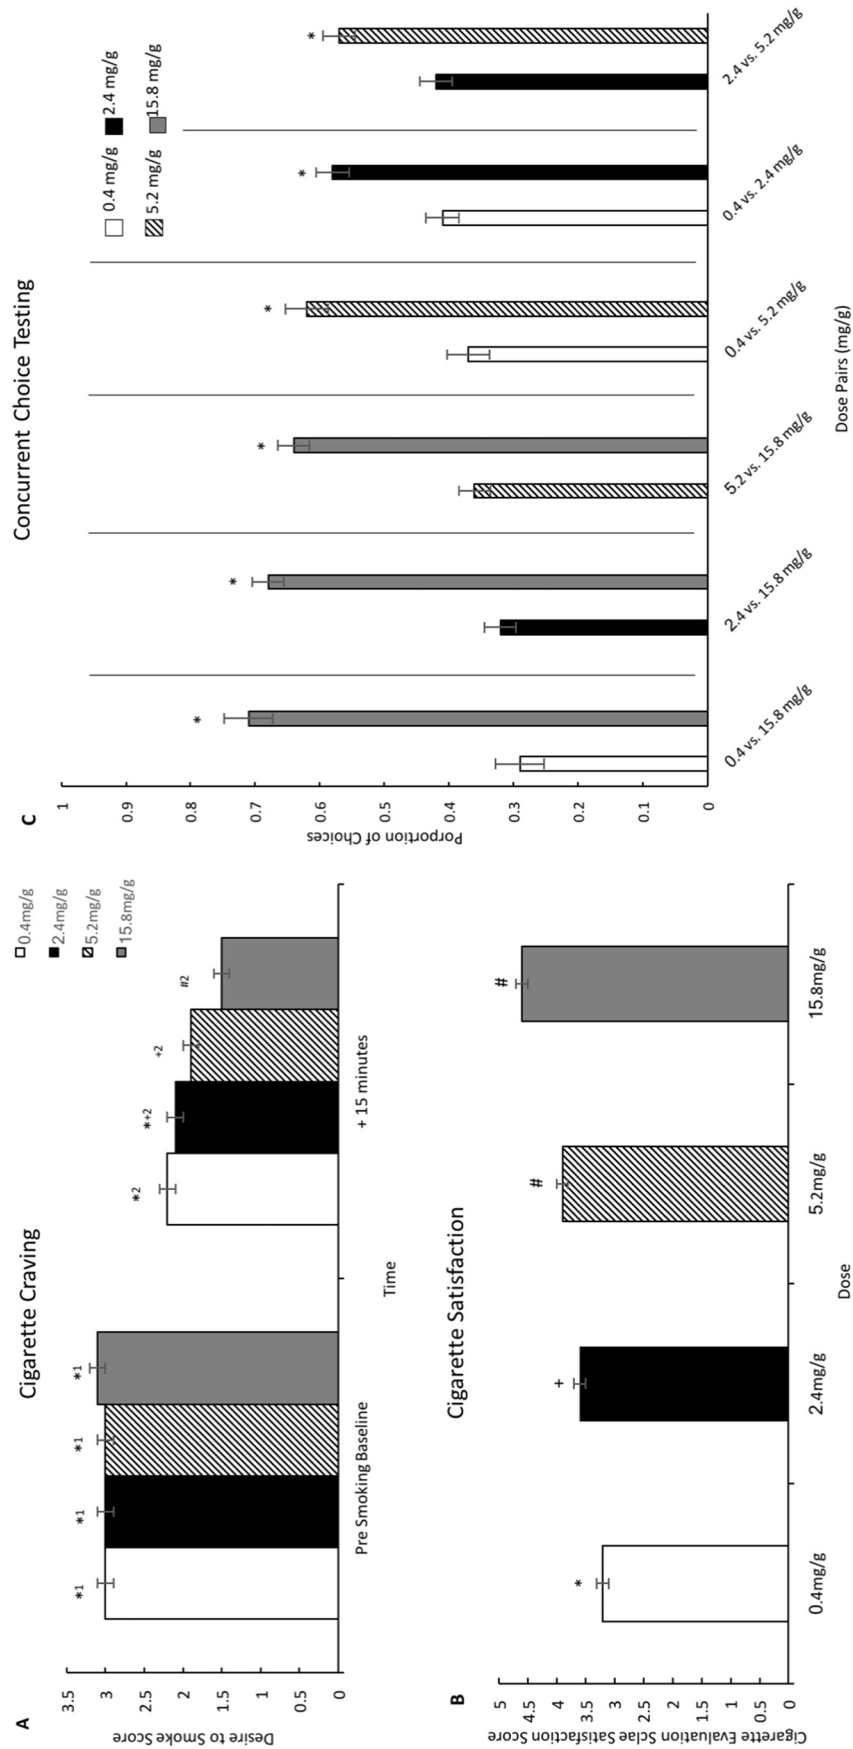 A
Cigarette Craving
0.4mg/g
2.4mg/g
5.2mg/g
15.8mg/g
Desire to Smoke Score
3.5
3
2.5
2
1.5
1
0.5
0
*1
*1
*1
*1
*2
*+2
+2
#2
Pre Smoking Baseline
+ 15 minutes
Time
B
Cigarette Satisfaction
Cigarette Evaluation Sclae Satisfaction Score
5
4.5
4
3.5
3
2.5
2
1.5
1
0.5
0
*
+
#
#
0.4mg/g
2.4mg/g
5.2mg/g
15.8mg/g
Dose
C
Concurrent Choice Testing
0.4 mg/g
2.4 mg/g
5.2 mg/g
15.8 mg/g
Porportion of Choices
1
0.9
0.8
0.7
0.6
0.5
0.4
0.3
0.2
0.1
0
*
*
*
*
*
*
0.4 vs. 15.8 mg/g
2.4 vs. 15.8 mg/g
5.2 vs. 15.8 mg/g
0.4 vs. 5.2 mg/g
0.4 vs. 2.4 mg/g
2.4 vs. 5.2 mg/g
Dose Pairs (mg/g)